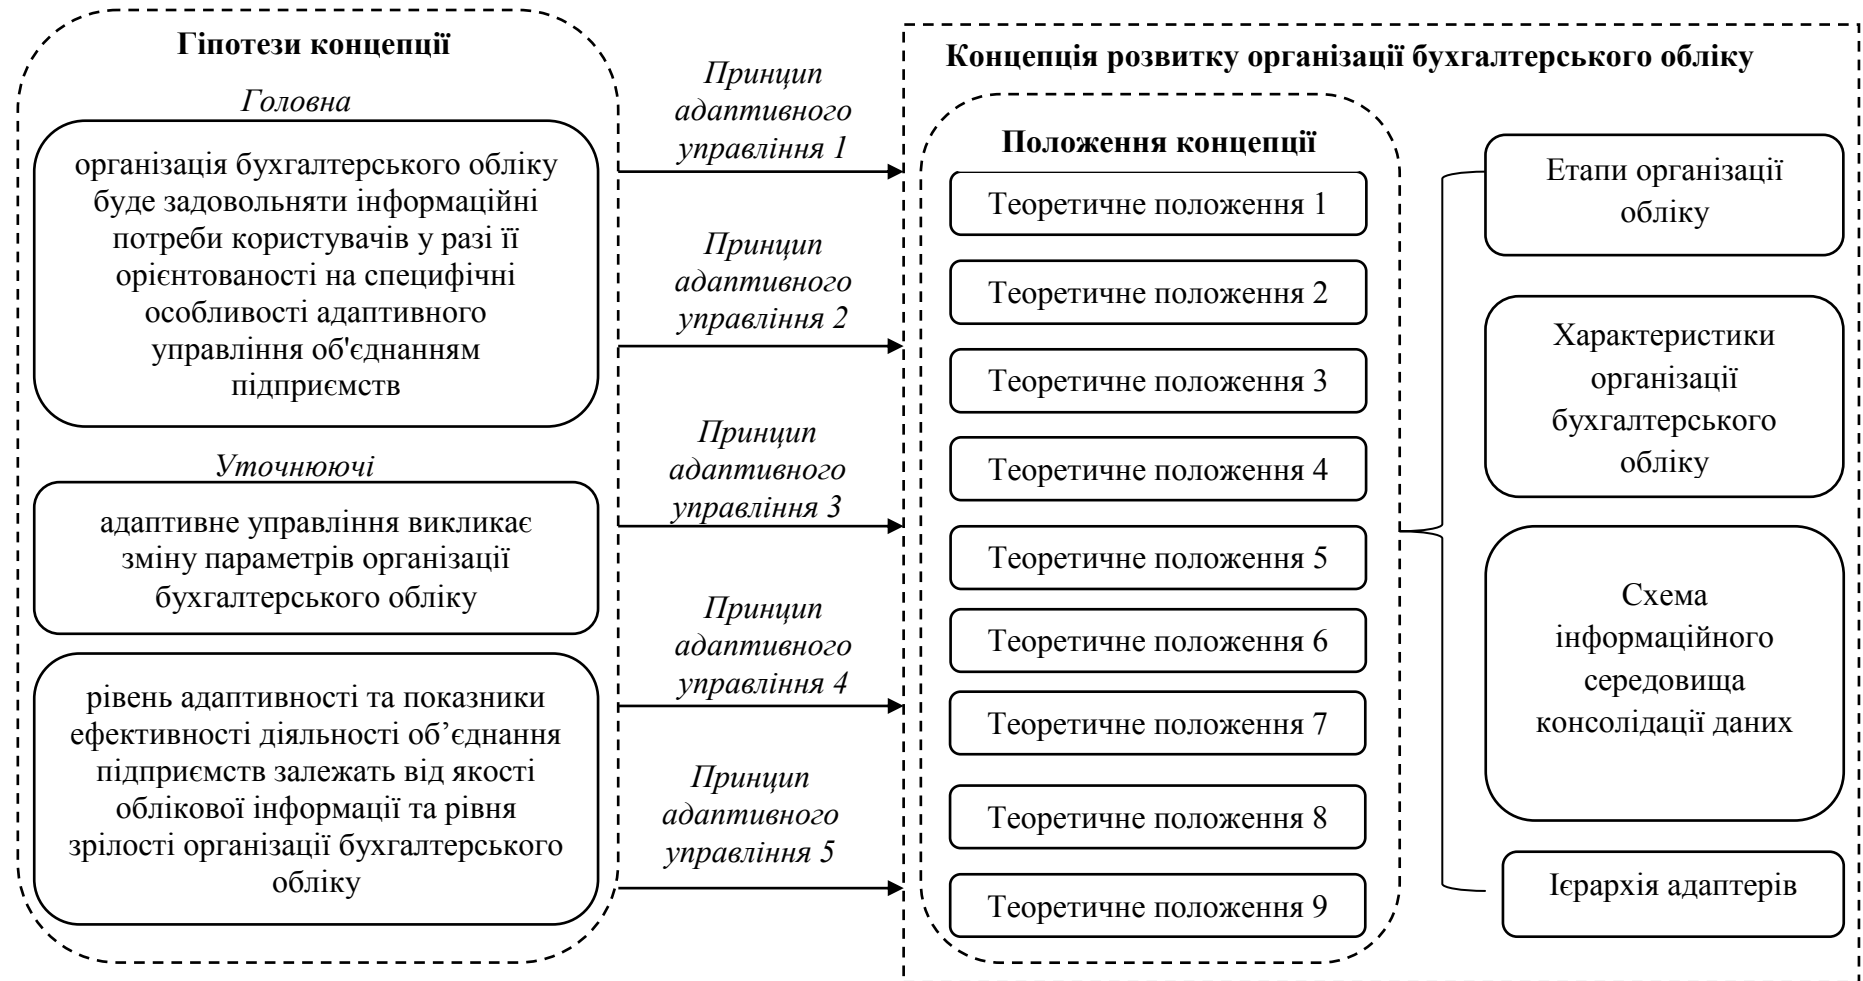 Гіпотези концепції
Головна
організація бухгалтерського обліку
буде задовольняти інформаційні
потреби користувачів у разі її
орієнтованості на специфічні
особливості адаптивного
управління об'єднанням
підприємств
Уточнюючі
адаптивне управління викликає
зміну параметрів організації
бухгалтерського обліку
рівень адаптивності та показники
ефективності діяльності об’єднання
підприємств залежать від якості
облікової інформації та рівня
зрілості організації бухгалтерського
обліку
Принцип
адаптивного
управління 1
Принцип
адаптивного
управління 2
Принцип
адаптивного
управління 3
Принцип
адаптивного
управління 4
Принцип
адаптивного
управління 5
Концепція розвитку організації бухгалтерського обліку
Положення концепції
Теоретичне положення 1
Теоретичне положення 2
Теоретичне положення 3
Теоретичне положення 4
Теоретичне положення 5
Теоретичне положення 6
Теоретичне положення 7
Теоретичне положення 8
Теоретичне положення 9
Етапи організації
обліку
Характеристики
організації
бухгалтерського
обліку
Схема
інформаційного
середовища
консолідації даних
Ієрархія адаптерів